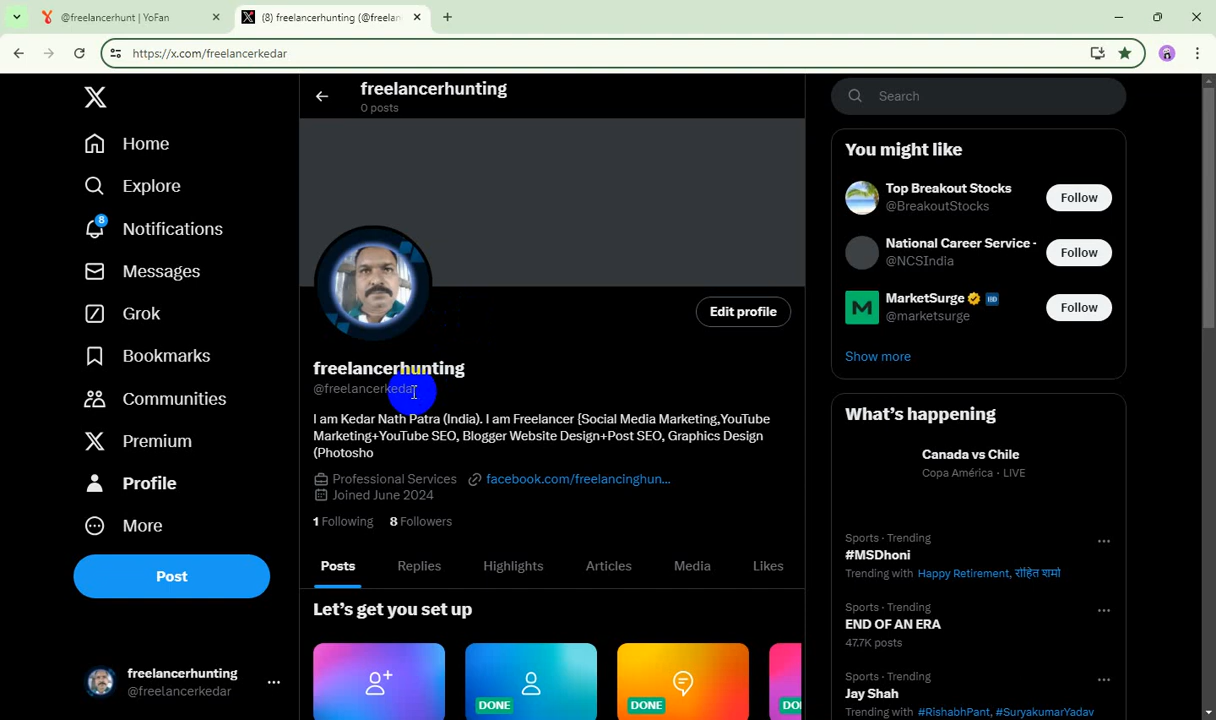 @freelancerhunt | YoFan
(8) freelancerhunting (@freelan
https://x.com/freelancerkedar
freelancerhunting
0 posts
Home
Explore
8
Notifications
Messages
Grok
Bookmarks
Communities
Premium
Profile
More
Post
freelancerhunting
@freelancerkedar
Edit profile
freelancerhunting
@freelancerkedar
I am Kedar Nath Patra (India). I am Freelancer [Social Media Marketing,YouTube
Marketing+YouTube SEO, Blogger Website Design+Post SEO, Graphics Design
(Photosho
Professional Services
facebook.com/freelancinghun...
Joined June 2024
1 Following 8 Followers
Posts Replies Highlights Articles Media Likes
Let's get you set up
DONE
DONE
DO
Search
You might like
Top Breakout Stocks
@BreakoutStocks
Follow
National Career Service -
@NCSIndia
Follow
MarketSurge
@marketsurge
Follow
Show more
What's happening
Canada vs Chile
Copa América · LIVE
Sports · Trending
#MSDhoni
Trending with Happy Retirement, रोहित शर्मा
Sports · Trending
END OF AN ERA
47.7K posts
Sports · Trending
Jay Shah
Trending with #RishabhPant, #SuryakumarYadav